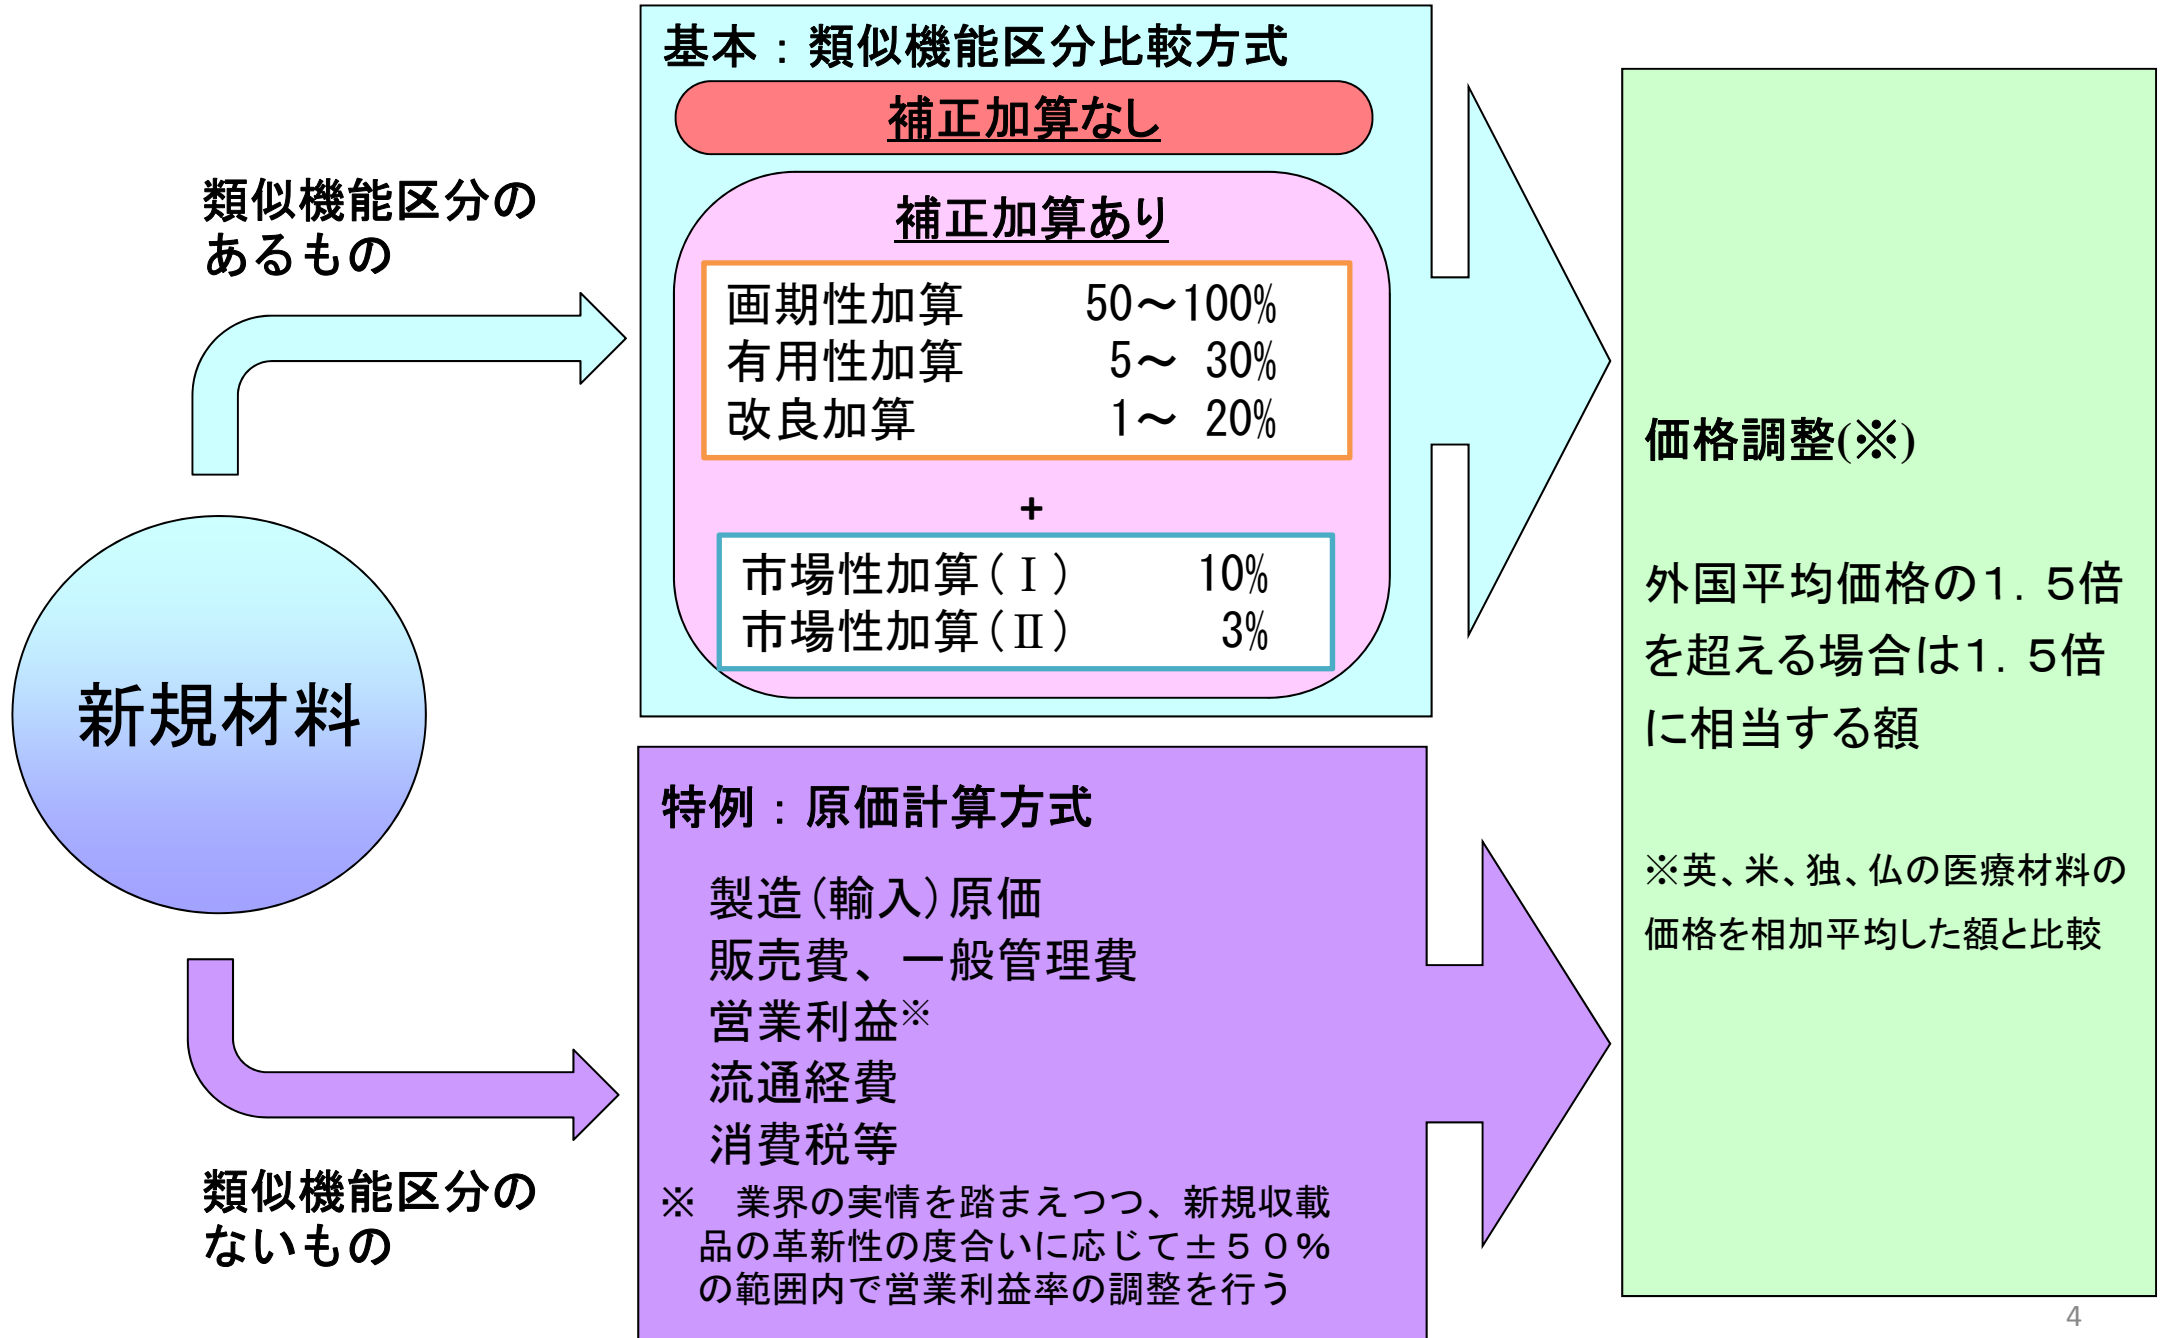 基本：類似機能区分比較方式
補正加算なし
補正加算あり
画期性加算 50～100%
有用性加算 5～ 30%
改良加算 1～ 20%
+
市場性加算(Ⅰ) 10%
市場性加算(Ⅱ) 3%
類似機能区分の
あるもの
新規材料
類似機能区分の
ないもの
特例：原価計算方式
製造(輸入)原価
販売費、一般管理費
営業利益※
流通経費
消費税等
※　業界の実情を踏まえつつ、新規収載
品の革新性の度合いに応じて±５０%
の範囲内で営業利益率の調整を行う
価格調整(※)
外国平均価格の１．５倍
を超える場合は１．５倍
に相当する額
※英、米、独、仏の医療材料の
価格を相加平均した額と比較
4